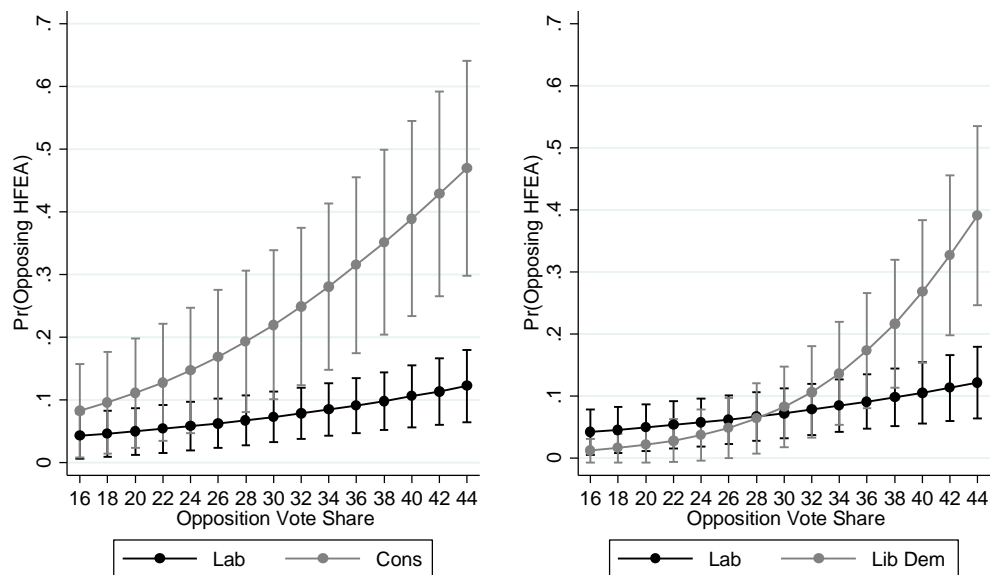 Pr(Opposing HFEA)
.7
.6
.5
.4
.3
.2
.1
0
16 18 20 22 24 26 28 30 32 34 36 38 40 42 44
Opposition Vote Share
Lab Cons
Pr(Opposing HFEA)
.7
.6
.5
.4
.3
.2
.1
0
16 18 20 22 24 26 28 30 32 34 36 38 40 42 44
Opposition Vote Share
Lab Lib Dem